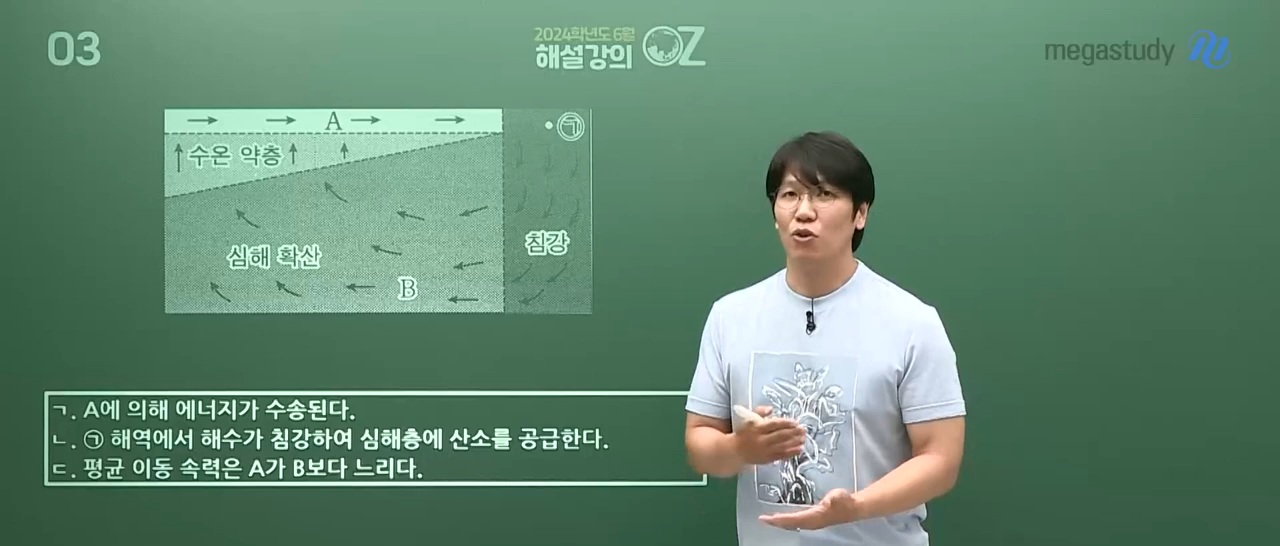 03
2024학년도 6월
해설강의 OZ
megastudy
A
㉠
수온 약층
심해 확산
침강
B
ㄱ. A에 의해 에너지가 수송된다.
ㄴ. ㉠ 해역에서 해수가 침강하여 심해층에 산소를 공급한다.
ㄷ. 평균 이동 속력은 A가 B보다 느리다.